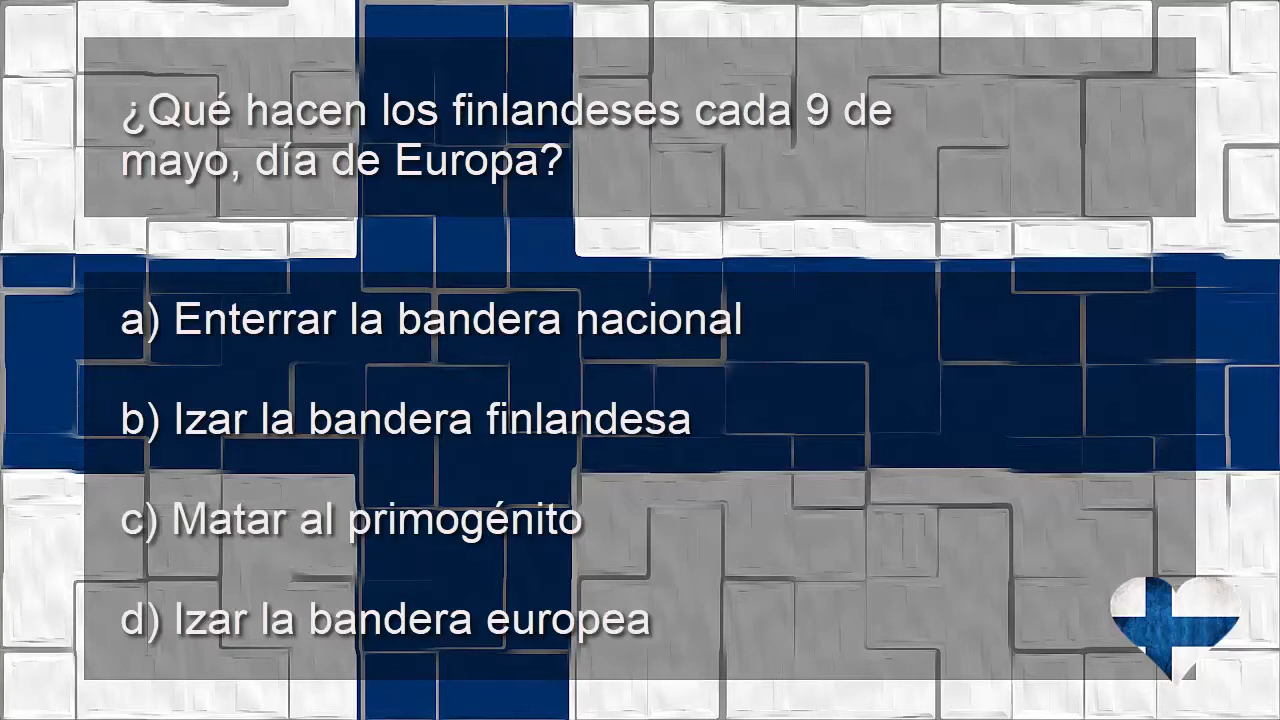 ¿Qué hacen los finlandeses cada 9 de
mayo, día de Europa?
a) Enterrar la bandera nacional
b) Izar la bandera finlandesa
c) Matar al primogénito
d) Izar la bandera europea